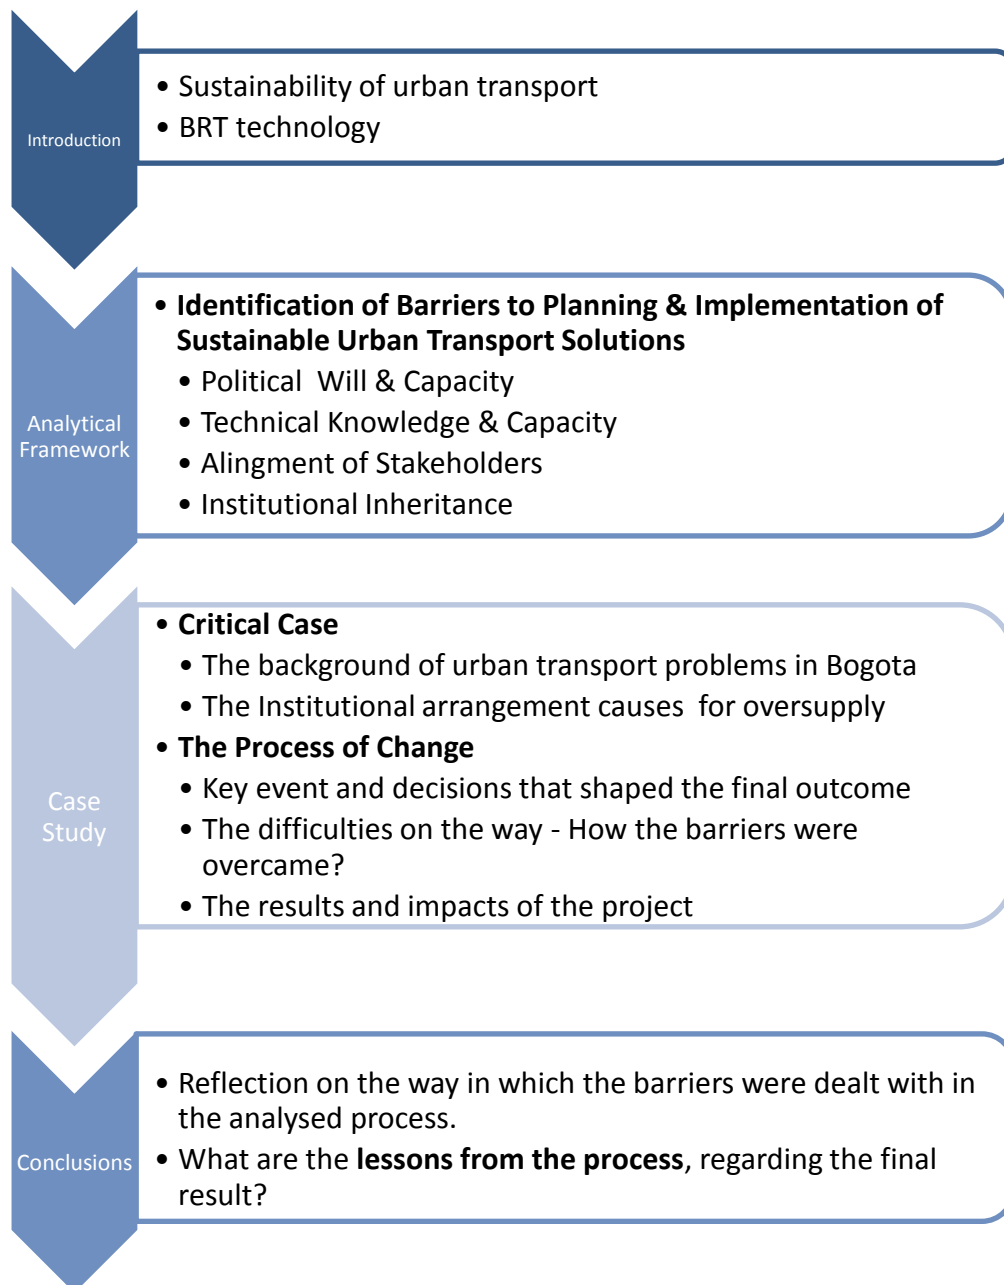 Introduction
• Sustainability of urban transport
• BRT technology
Analytical
Framework
• Identification of Barriers to Planning & Implementation of
Sustainable Urban Transport Solutions
• Political Will & Capacity
• Technical Knowledge & Capacity
• Alingment of Stakeholders
• Institutional Inheritance
Case
Study
• Critical Case
• The background of urban transport problems in Bogota
• The Institutional arrangement causes for oversupply
• The Process of Change
• Key event and decisions that shaped the final outcome
• The difficulties on the way - How the barriers were
overcame?
• The results and impacts of the project
Conclusions
• Reflection on the way in which the barriers were dealt with in
the analysed process.
• What are the lessons from the process, regarding the final
result?